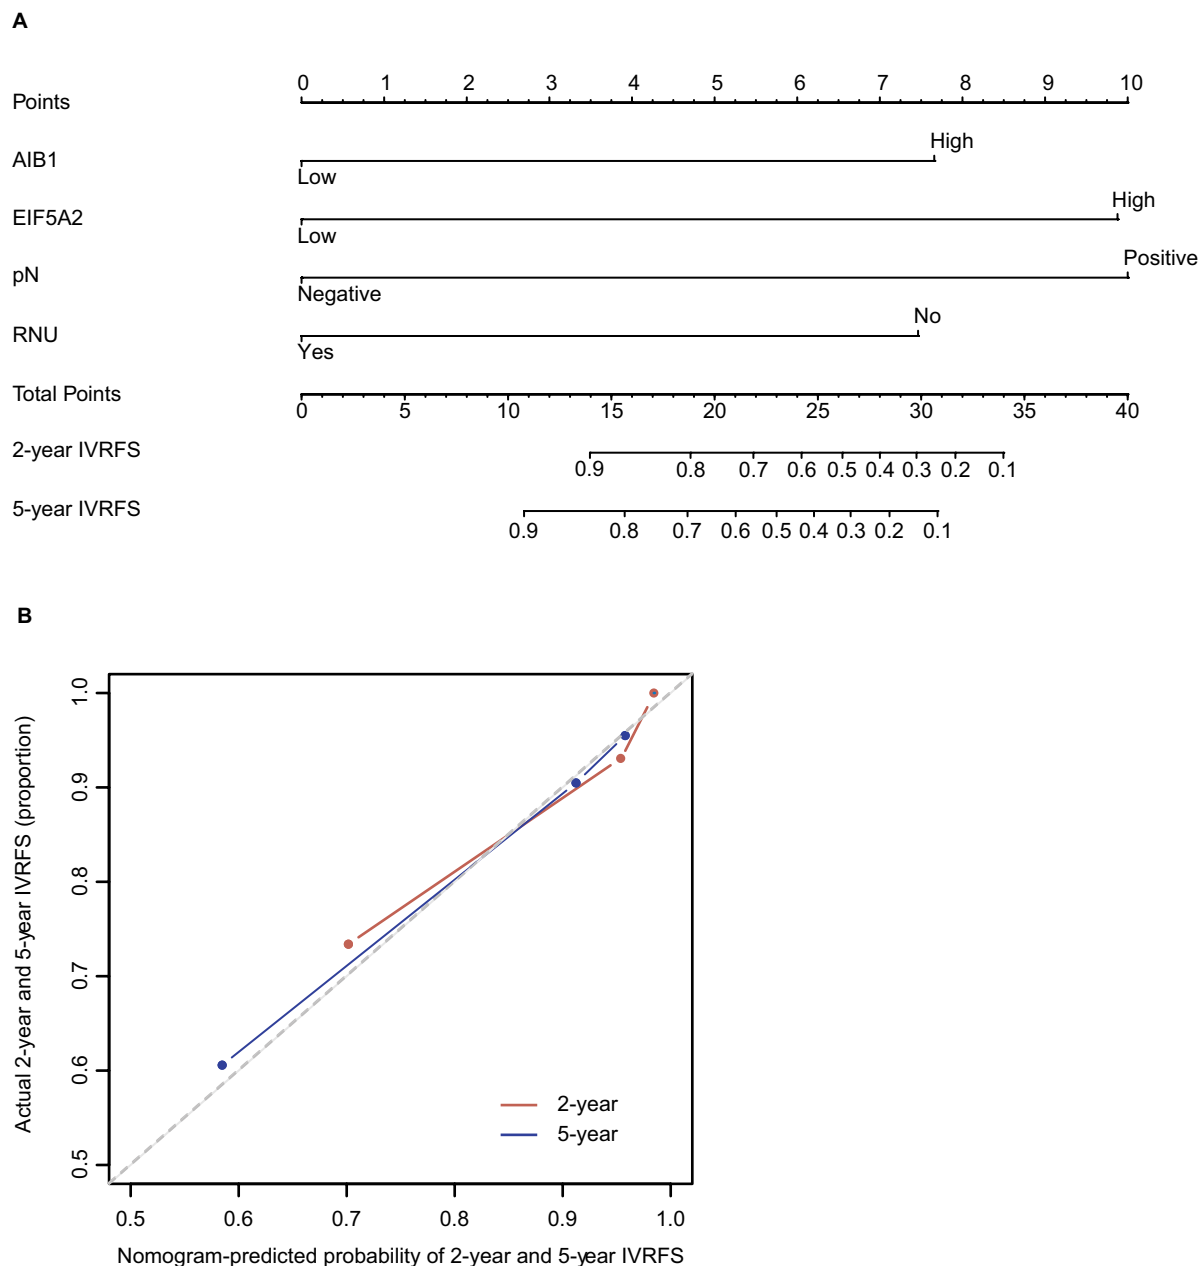 A
Points
0 1 2 3 4 5 6 7 8 9 10
AIB1
High
Low
EIF5A2
High
Low
pN
Positive
Negative
RNU
No
Yes
Total Points
0 5 10 15 20 25 30 35 40
2-year IVRFS
0.9 0.8 0.7 0.6 0.5 0.4 0.3 0.2 0.1
5-year IVRFS
0.9 0.8 0.7 0.6 0.5 0.4 0.3 0.2 0.1
B
Actual 2-year and 5-year IVRFS (proportion)
1.0
0.9
0.8
0.7
0.6
0.5
2-year
5-year
0.5 0.6 0.7 0.8 0.9 1.0
Nomogram-predicted probability of 2-year and 5-year IVRFS